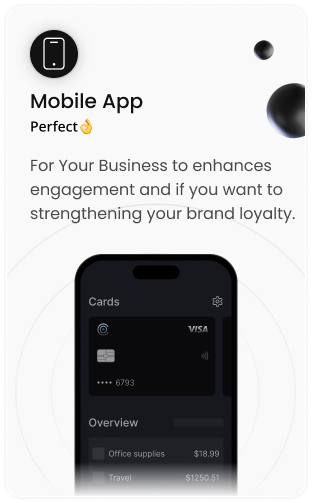 Mobile App
Perfect👌
For Your Business to enhances
engagement and if you want to
strengthening your brand loyalty.
Cards
VISA
•••• 6793
Overview
Office supplies $18.99
Travel $1250.51